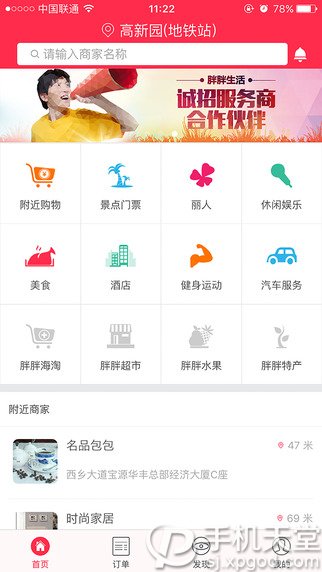 中国联通 11:22 78%
高新园(地铁站)
请输入商家名称
胖胖生活
诚招服务商
合作伙伴
附近购物 景点门票 丽人 休闲娱乐
美食 酒店 健身运动 汽车服务
胖胖海淘 胖胖超市 胖胖水果 胖胖特产
附近商家
名品包包 47 米
西乡大道宝源华丰总部经济大厦C座
时尚家居 69 米
首页 订单 发现 我的
手机天堂
sj.xpgod.com